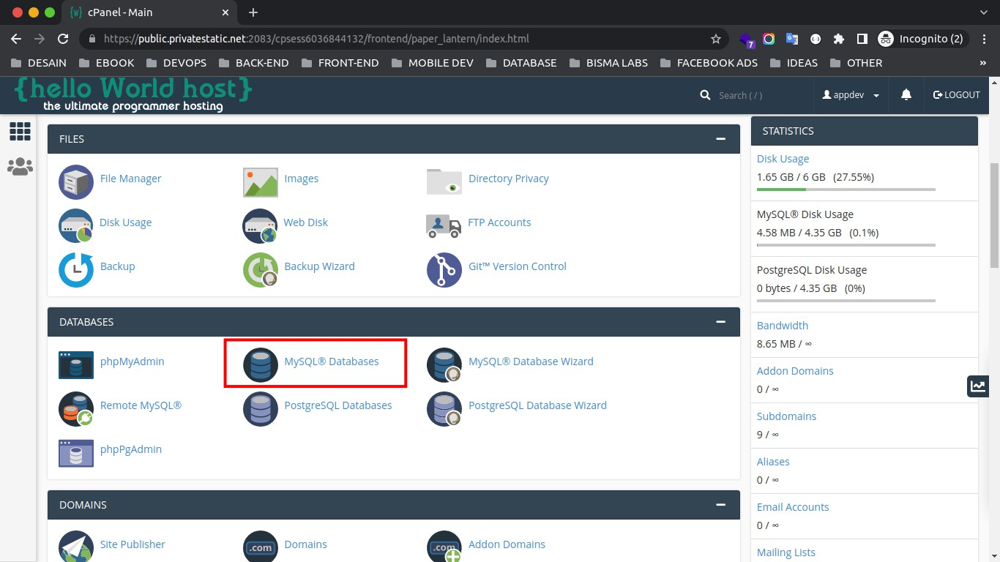 cPanel - Main
https://public.privatestatic.net:2083/cpsess6036844132/frontend/paper_lantern/index.html
7
Incognito (2)
DESAIN EBOOK DEVOPS BACK-END FRONT-END MOBILE DEV DATABASE BISMA LABS FACEBOOK ADS IDEAS OTHER »
{hello World host}
the ultimate programmer hosting
Search ( / )
appdev
LOGOUT
FILES
File Manager Images Directory Privacy
Disk Usage Web Disk FTP Accounts
Backup Backup Wizard Git™ Version Control
DATABASES
phpMyAdmin MySQL® Databases MySQL® Database Wizard
Remote MySQL® PostgreSQL Databases PostgreSQL Database Wizard
phpPgAdmin
DOMAINS
Site Publisher .com Domains .com Addon Domains
STATISTICS
Disk Usage
1.65 GB / 6 GB (27.55%)
MySQL® Disk Usage
4.58 MB / 4.35 GB (0.1%)
PostgreSQL Disk Usage
0 bytes / 4.35 GB (0%)
Bandwidth
8.65 MB / ∞
Addon Domains
0 / ∞
Subdomains
9 / ∞
Aliases
0 / ∞
Email Accounts
0 / ∞
Mailing Lists